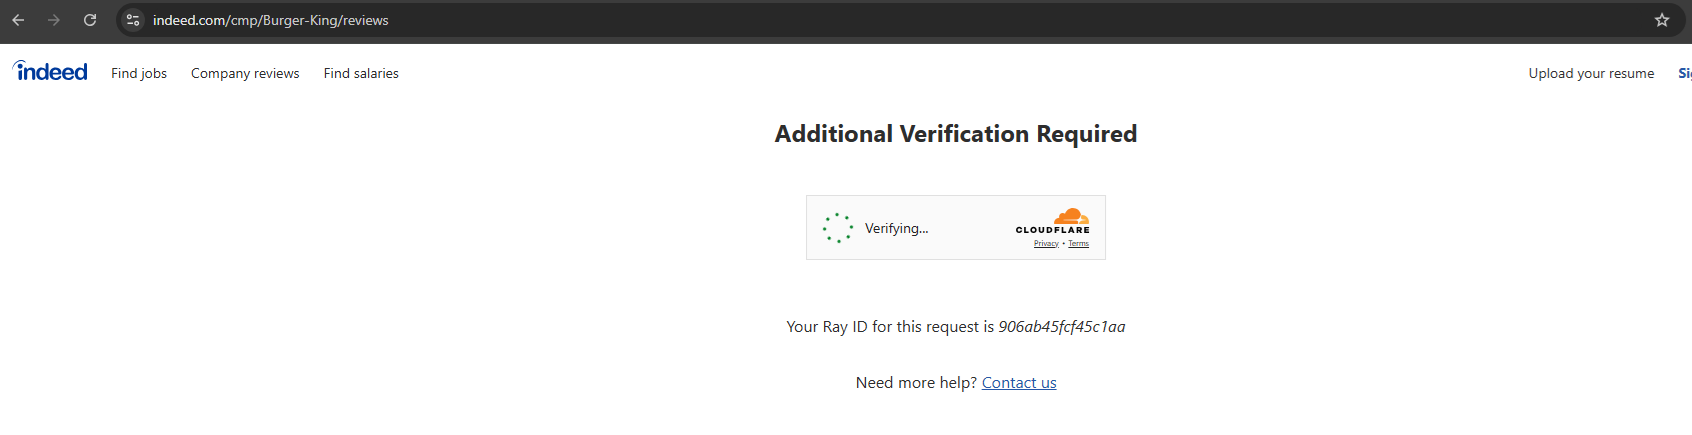 indeed.com/cmp/Burger-King/reviews
indeed Find jobs Company reviews Find salaries Upload your resume
Additional Verification Required
Verifying...
CLOUDFLARE
Privacy • Terms
Your Ray ID for this request is 906ab45fcf45c1aa
Need more help? Contact us